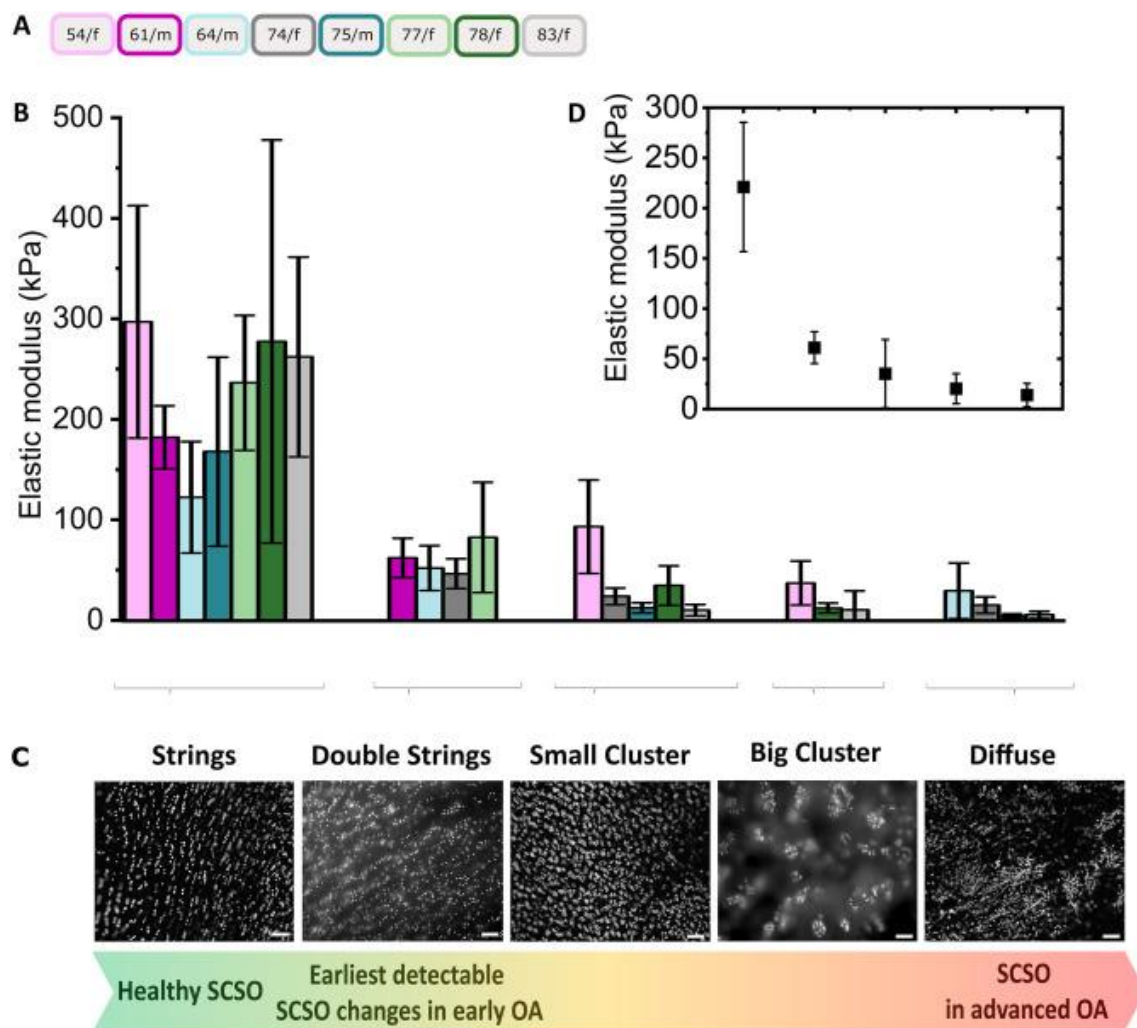 A
54/f 61/m 64/m 74/f 75/m 77/f 78/f 83/f
B
Elastic modulus (kPa)
500
400
300
200
100
0
D
Elastic modulus (kPa)
300
250
200
150
100
50
0
C
Strings Double Strings Small Cluster Big Cluster Diffuse
Healthy SCSO
Earliest detectable
SCSO changes in early OA
SCSO
in advanced OA